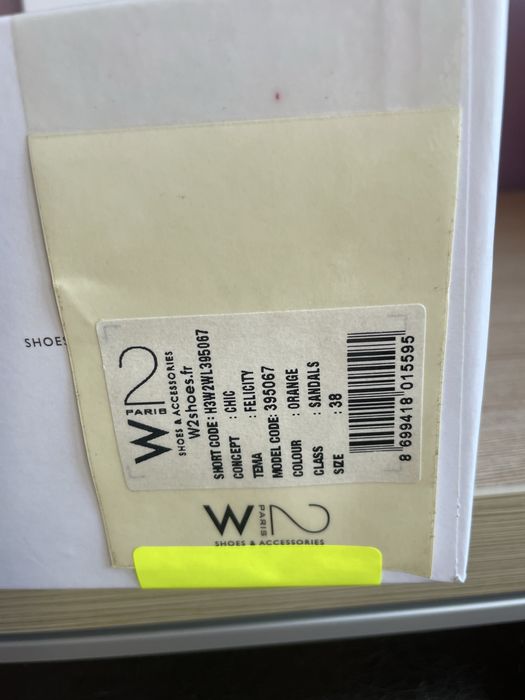 W2
PARIS
SHOES & ACCESSORIES
W2shoes.fr
SHORT CODE : H3W2WL395067
CONCEPT : CHIC
TEMA : FELICITY
MODEL CODE: 395067
COLOUR : ORANGE
CLASS : SANDALS
SIZE : 38
8 699418 015595
W2
PARIS
SHOES & ACCESSORIES
SHOES